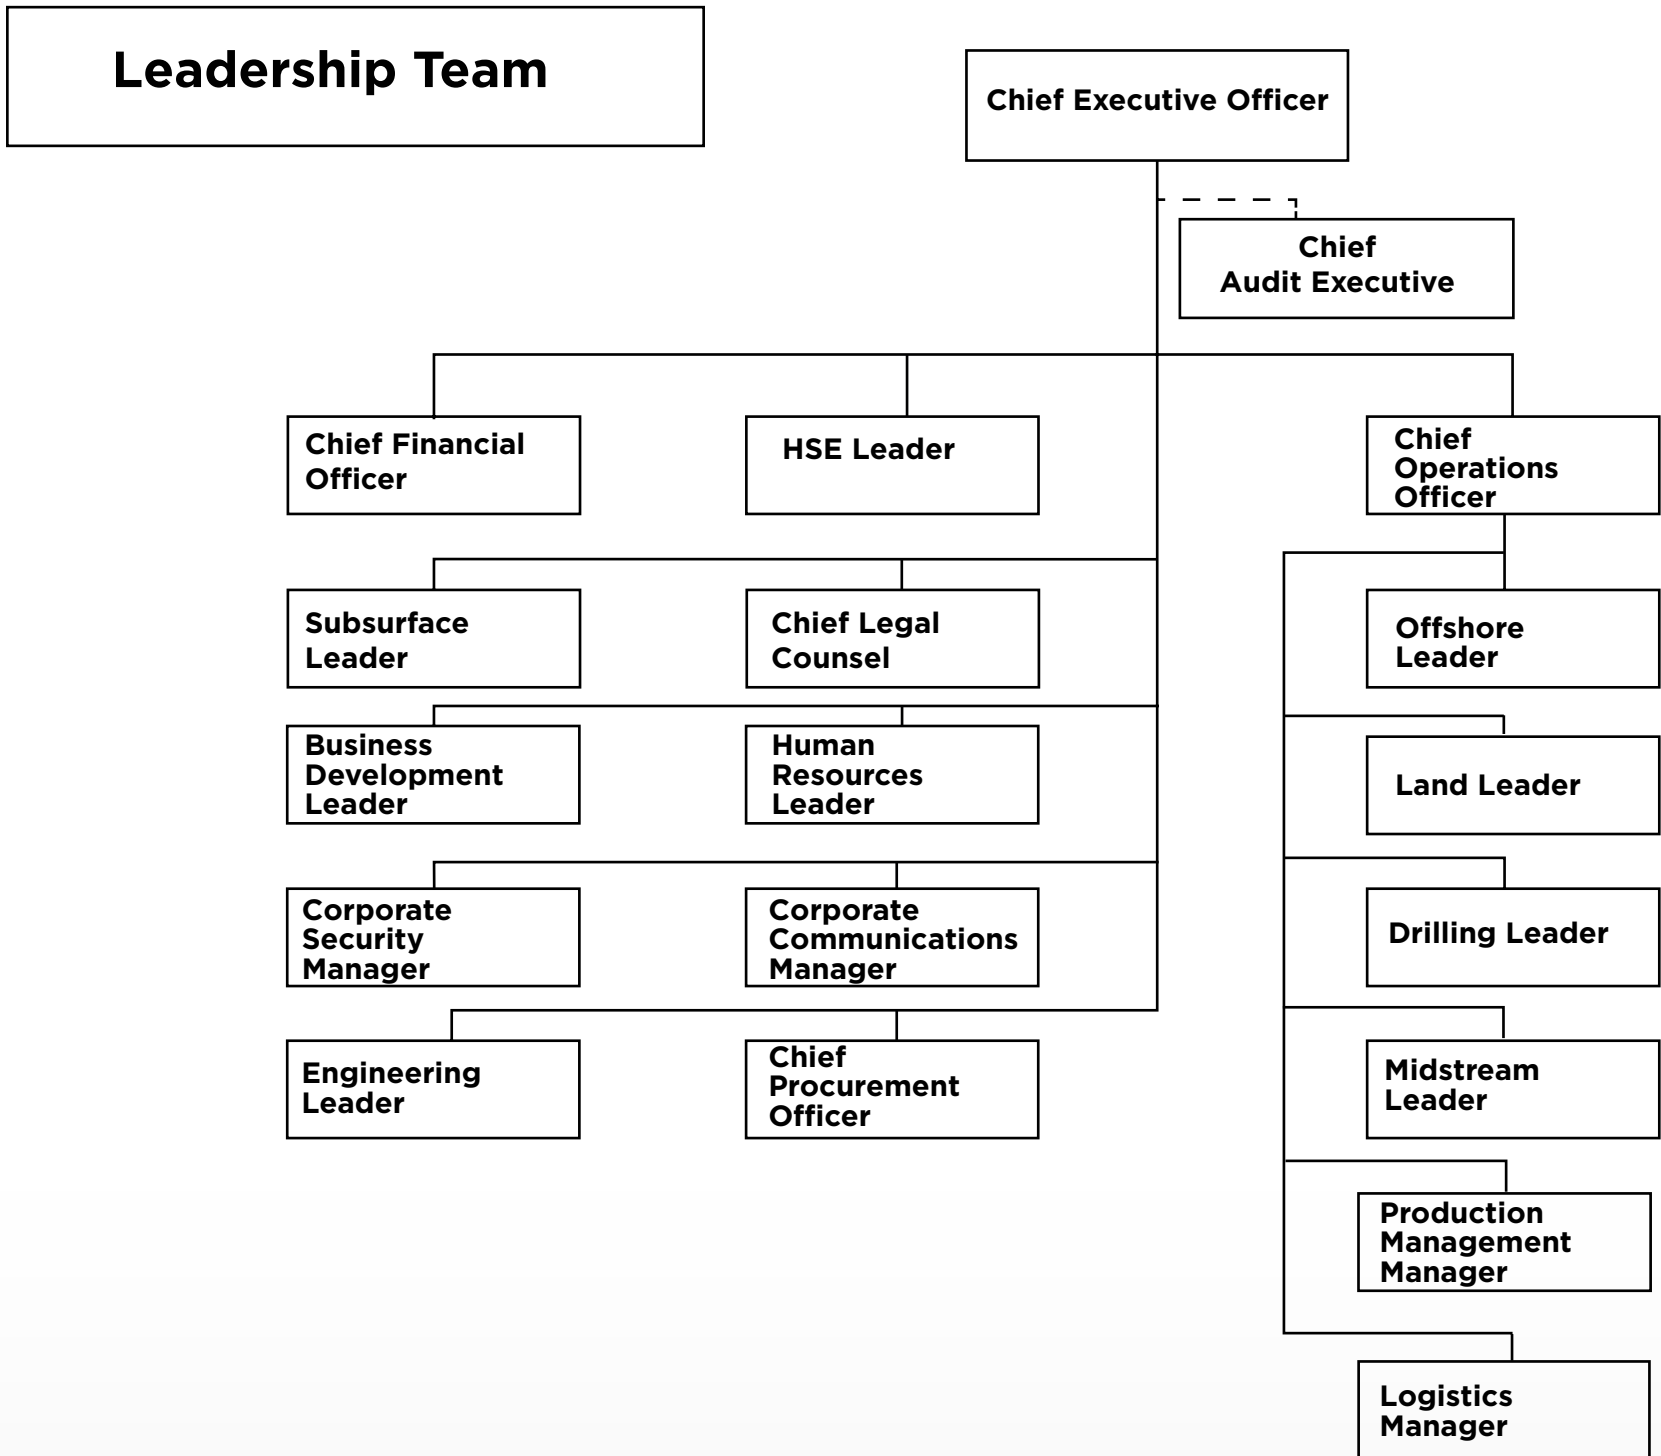 Leadership Team
Chief Executive Officer
Chief
Audit Executive
Chief Financial
Officer
HSE Leader
Chief
Operations
Officer
Subsurface
Leader
Chief Legal
Counsel
Offshore
Leader
Business
Development
Leader
Human
Resources
Leader
Land Leader
Corporate
Security
Manager
Corporate
Communications
Manager
Drilling Leader
Engineering
Leader
Chief
Procurement
Officer
Midstream
Leader
Production
Management
Manager
Logistics
Manager